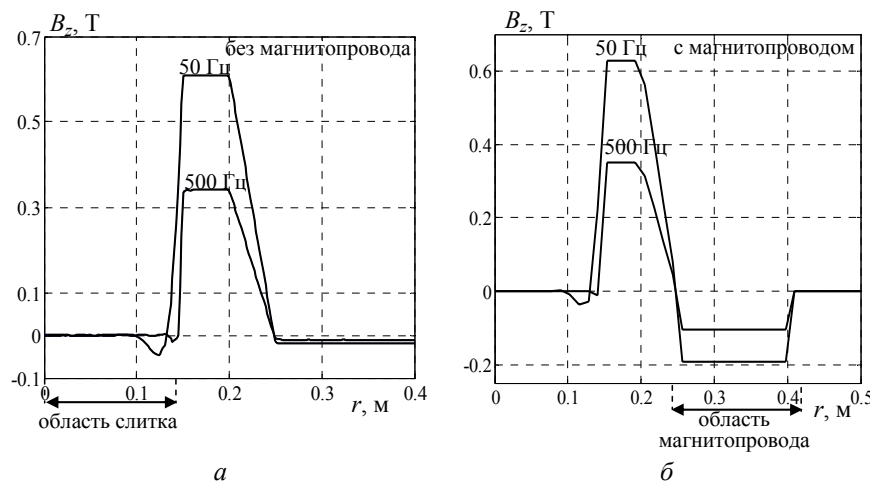 B_z, Т
без магнитопровода
0.7
50 Гц
0.5
500 Гц
0.3
0.1
0
-0.1
0
0.1
0.2
0.3
0.4
r, м
область слитка
а
B_z, Т
с магнитопроводом
50 Гц
0.6
500 Гц
0.4
0.2
0
-0.2
0
0.1
0.2
0.3
0.4
0.5
r, м
область
магнитопровода
б